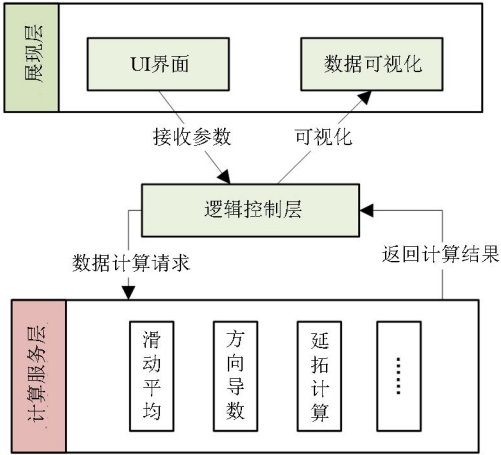 展现层
UI界面
数据可视化
接收参数
可视化
逻辑控制层
数据计算请求
返回计算结果
计算服务层
滑动平均
方向导数
延拓计算
……